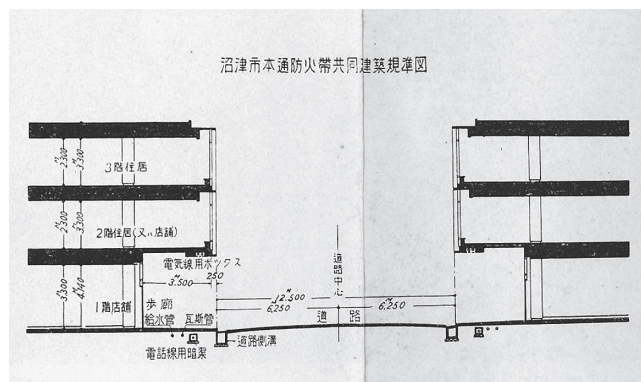 沼津市本通防火帯共同建築規準図
3階住居
2.300
3.300
2階住居(又ハ店舗)
2.300
3.300
電気線用ボックス
250
3.500
道路中心
12.500
6.250
6.250
3.300
1階店舗
歩廊
道路
給水管
瓦斯管
道路側溝
電話線用暗渠